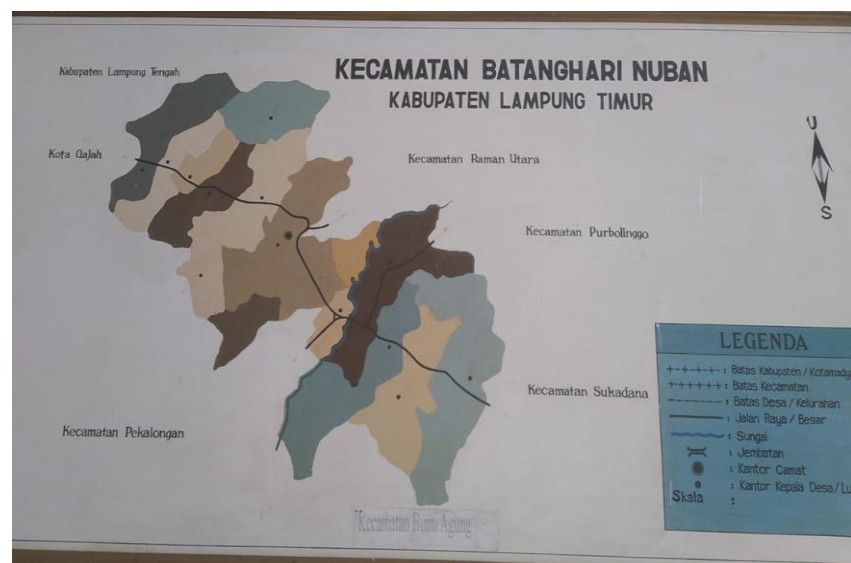 KECAMATAN BATANGHARI NUBAN
KABUPATEN LAMPUNG TIMUR
Kabupaten Lampung Tengah
Kota Gajah
Kecamatan Raman Utara
U
S
Kecamatan Purbolinggo
Kecamatan Sukadana
Kecamatan Pekalongan
Kecamatan Bumi Agung
LEGENDA
: Batas Kabupaten / Kotamady
: Batas Kecamatan
: Batas Desa / Kelurahan
: Jalan Raya / Besar
: Sungai
: Jembatan
: Kantor Camat
: Kantor Kepala Desa/Lu
Skala :